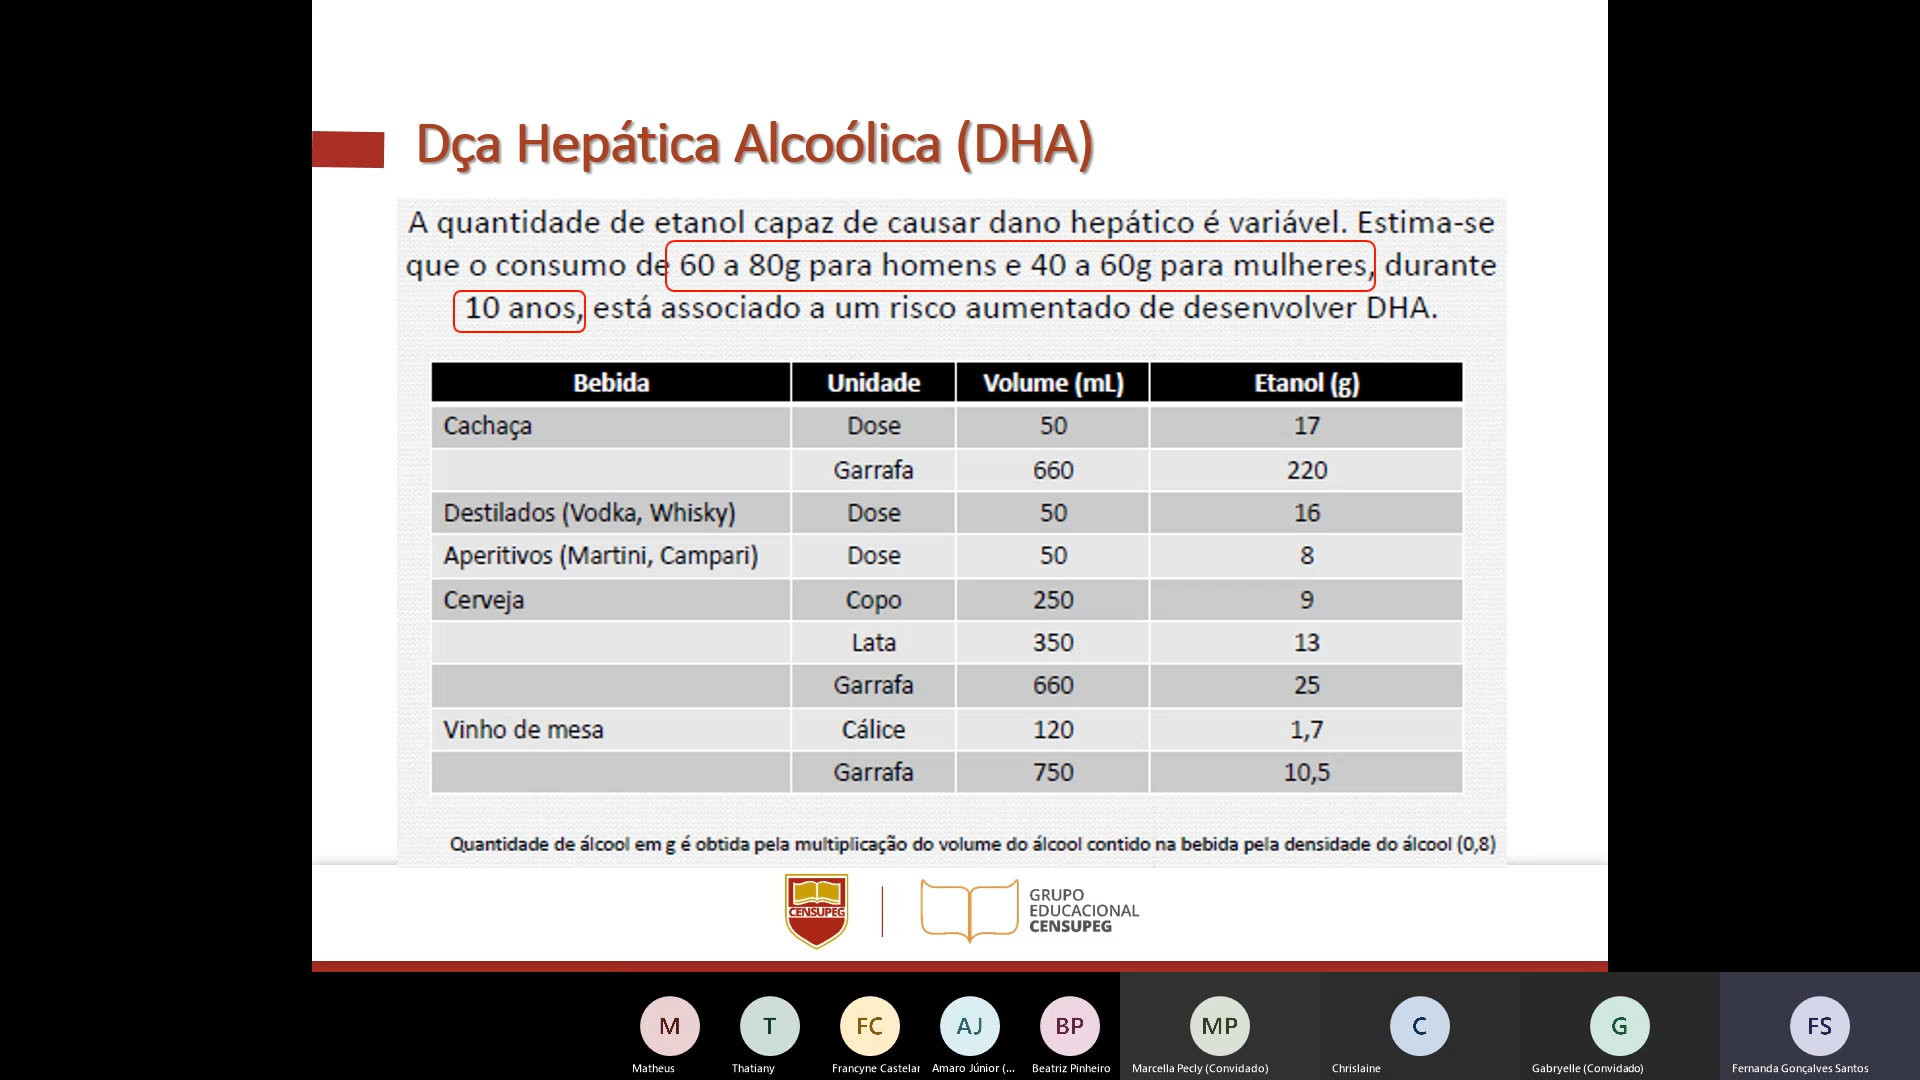 Dça Hepática Alcoólica (DHA)
A quantidade de etanol capaz de causar dano hepático é variável. Estima-se
que o consumo de 60 a 80g para homens e 40 a 60g para mulheres, durante
10 anos, está associado a um risco aumentado de desenvolver DHA.
Bebida Unidade Volume (mL) Etanol (g)
Cachaça Dose 50 17
Garrafa 660 220
Destilados (Vodka, Whisky) Dose 50 16
Aperitivos (Martini, Campari) Dose 50 8
Cerveja Copo 250 9
Lata 350 13
Garrafa 660 25
Vinho de mesa Cálice 120 1,7
Garrafa 750 10,5
Quantidade de álcool em g é obtida pela multiplicação do volume do álcool contido na bebida pela densidade do álcool (0,8)
CENSUPEG
GRUPO
EDUCACIONAL
CENSUPEG
M T FC AJ BP MP C G FS
Matheus Thatiany Francyne Castelar Amaro Júnior (... Beatriz Pinheiro Marcella Pecly (Convidado) Chrislaine Gabryelle (Convidado) Fernanda Gonçalves Santos